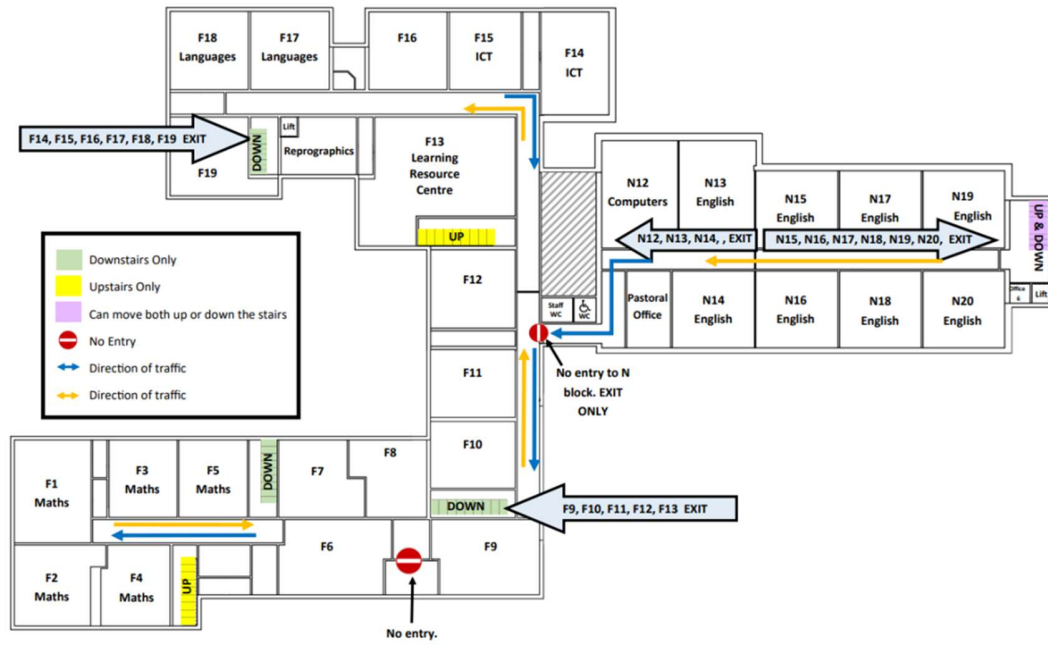 F18
Languages
F17
Languages
F16
F15
ICT
F14
ICT
F14, F15, F16, F17, F18, F19 EXIT
DOWN
Lift
Reprographics
F19
F13
Learning
Resource
Centre
UP
N12
Computers
N13
English
N15
English
N17
English
N19
English
UP & DOWN
N12, N13, N14, , EXIT
N15, N16, N17, N18, N19, N20, EXIT
Downstairs Only
Upstairs Only
Can move both up or down the stairs
No Entry
Direction of traffic
Direction of traffic
F12
Staff
WC
WC
Pastoral
Office
N14
English
N16
English
N18
English
N20
English
Office
6
Lift
No entry to N
block. EXIT
ONLY
F11
F10
DOWN
F9, F10, F11, F12, F13 EXIT
F1
Maths
F3
Maths
F5
Maths
DOWN
F7
F8
F2
Maths
F4
Maths
UP
F6
F9
No entry.